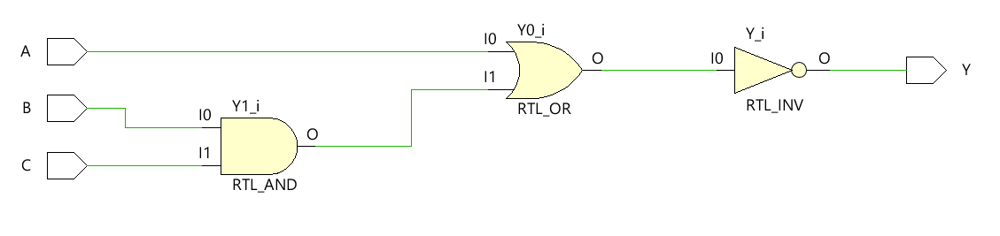 A
B
C
I0
I1
Y1_i
O
RTL_AND
I0
I1
Y0_i
O
RTL_OR
I0
Y_i
O
RTL_INV
Y